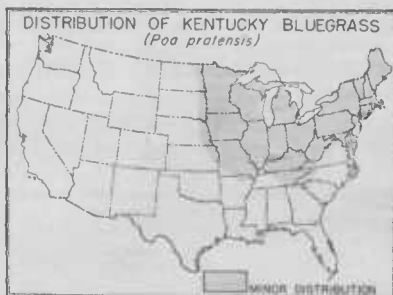 DISTRIBUTION OF KENTUCKY BLUEGRASS
(Poa pratensis)
MINOR DISTRIBUTION